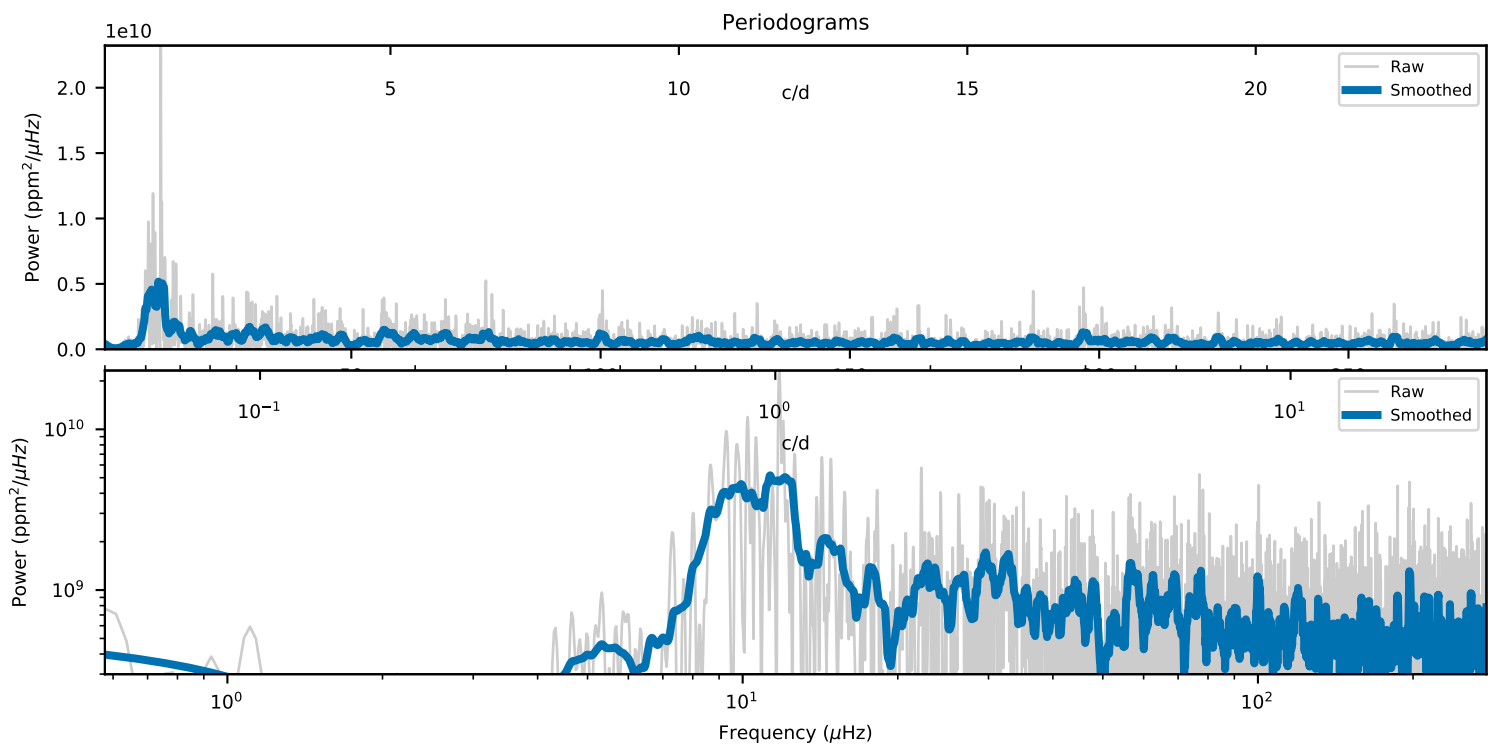 Periodograms
1e10
5 10 15 20
c/d
Raw
Smoothed
2.0
1.5
1.0
0.5
0.0
Power (ppm²/μHz)
10⁻¹ 10⁰ 10¹
c/d
Raw
Smoothed
10¹⁰
10⁹
Power (ppm²/μHz)
10⁰ 10¹ 10²
Frequency (μHz)